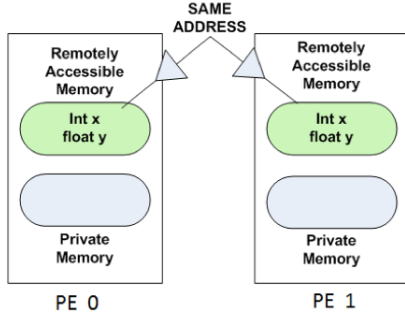 SAME
ADDRESS
Remotely
Accessible
Memory
Int x
float y
Private
Memory
PE 0
Remotely
Accessible
Memory
Int x
float y
Private
Memory
PE 1